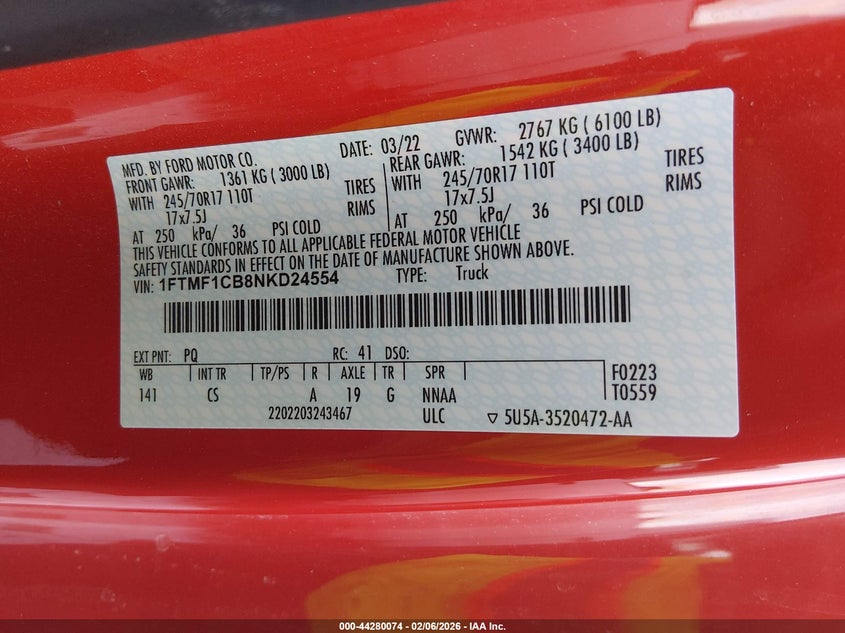 MFD. BY FORD MOTOR CO. DATE: 03/22 GVWR: 2767 KG ( 6100 LB)
FRONT GAWR: 1361 KG ( 3000 LB) REAR GAWR: 1542 KG ( 3400 LB)
WITH 245/70R17 110T TIRES WITH 245/70R17 110T TIRES
17x7.5J RIMS 17x7.5J RIMS
AT 250 kPa/ 36 PSI COLD AT 250 kPa/ 36 PSI COLD
THIS VEHICLE CONFORMS TO ALL APPLICABLE FEDERAL MOTOR VEHICLE
SAFETY STANDARDS IN EFFECT ON THE DATE OF MANUFACTURE SHOWN ABOVE.
VIN: 1FTMF1CB8NKD24554 TYPE: Truck
EXT PNT: PQ RC: 41 DSO:
WB | INT TR | TP/PS | R | AXLE | TR | SPR F0223
141 CS A 19 G NNAA T0559
2202203243467 ULC ▽ 5U5A-3520472-AA
000-44280074 | 02/06/2026 - IAA Inc.